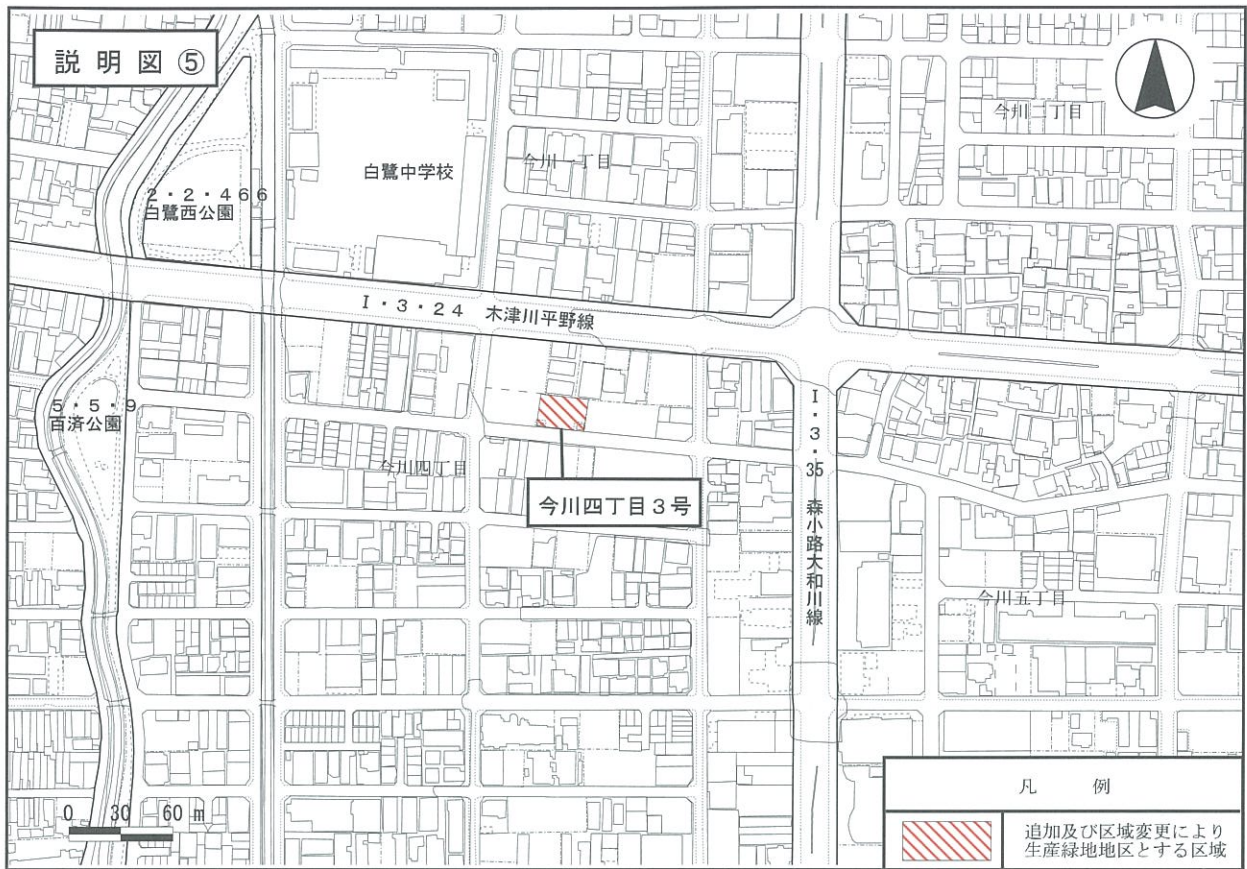 説明図⑤
今川二丁目
今川一丁目
白鷺中学校
2・2・466
白鷺西公園
Ⅰ・3・24 木津川平野線
5・5・9
百済公園
今川四丁目
今川四丁目3号
Ⅰ・3・35 森小路大和川線
今川五丁目
0 30 60 m
凡例
追加及び区域変更により
生産緑地地区とする区域